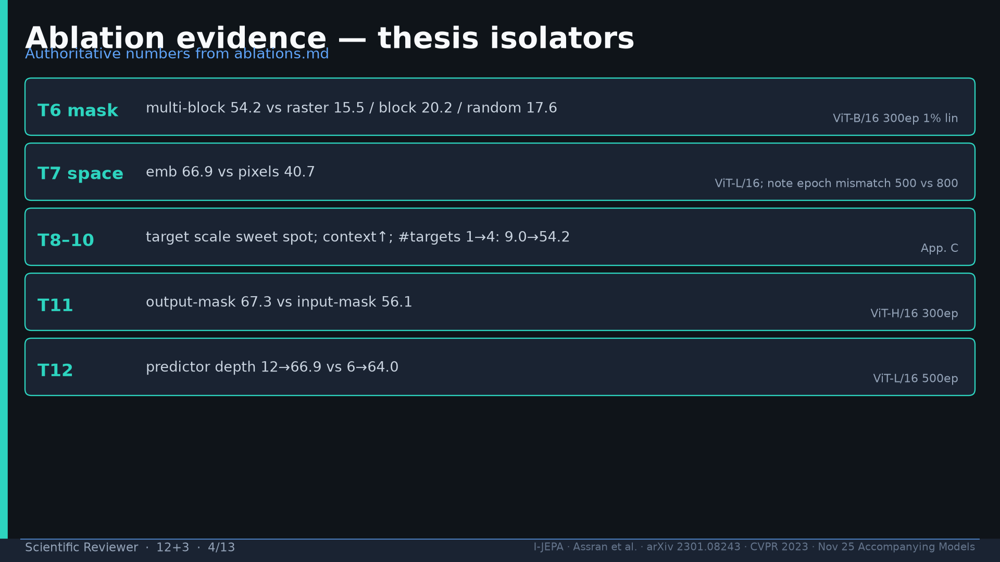 Ablation evidence — thesis isolators
Authoritative numbers from ablations.md
T6 mask
multi-block 54.2 vs raster 15.5 / block 20.2 / random 17.6
ViT-B/16 300ep 1% lin
T7 space
emb 66.9 vs pixels 40.7
ViT-L/16; note epoch mismatch 500 vs 800
T8–10
target scale sweet spot; context↑; #targets 1→4: 9.0→54.2
App. C
T11
output-mask 67.3 vs input-mask 56.1
ViT-H/16 300ep
T12
predictor depth 12→66.9 vs 6→64.0
ViT-L/16 500ep
Scientific Reviewer · 12+3 · 4/13
I-JEPA · Assran et al. · arXiv 2301.08243 · CVPR 2023 · Nov 25 Accompanying Models